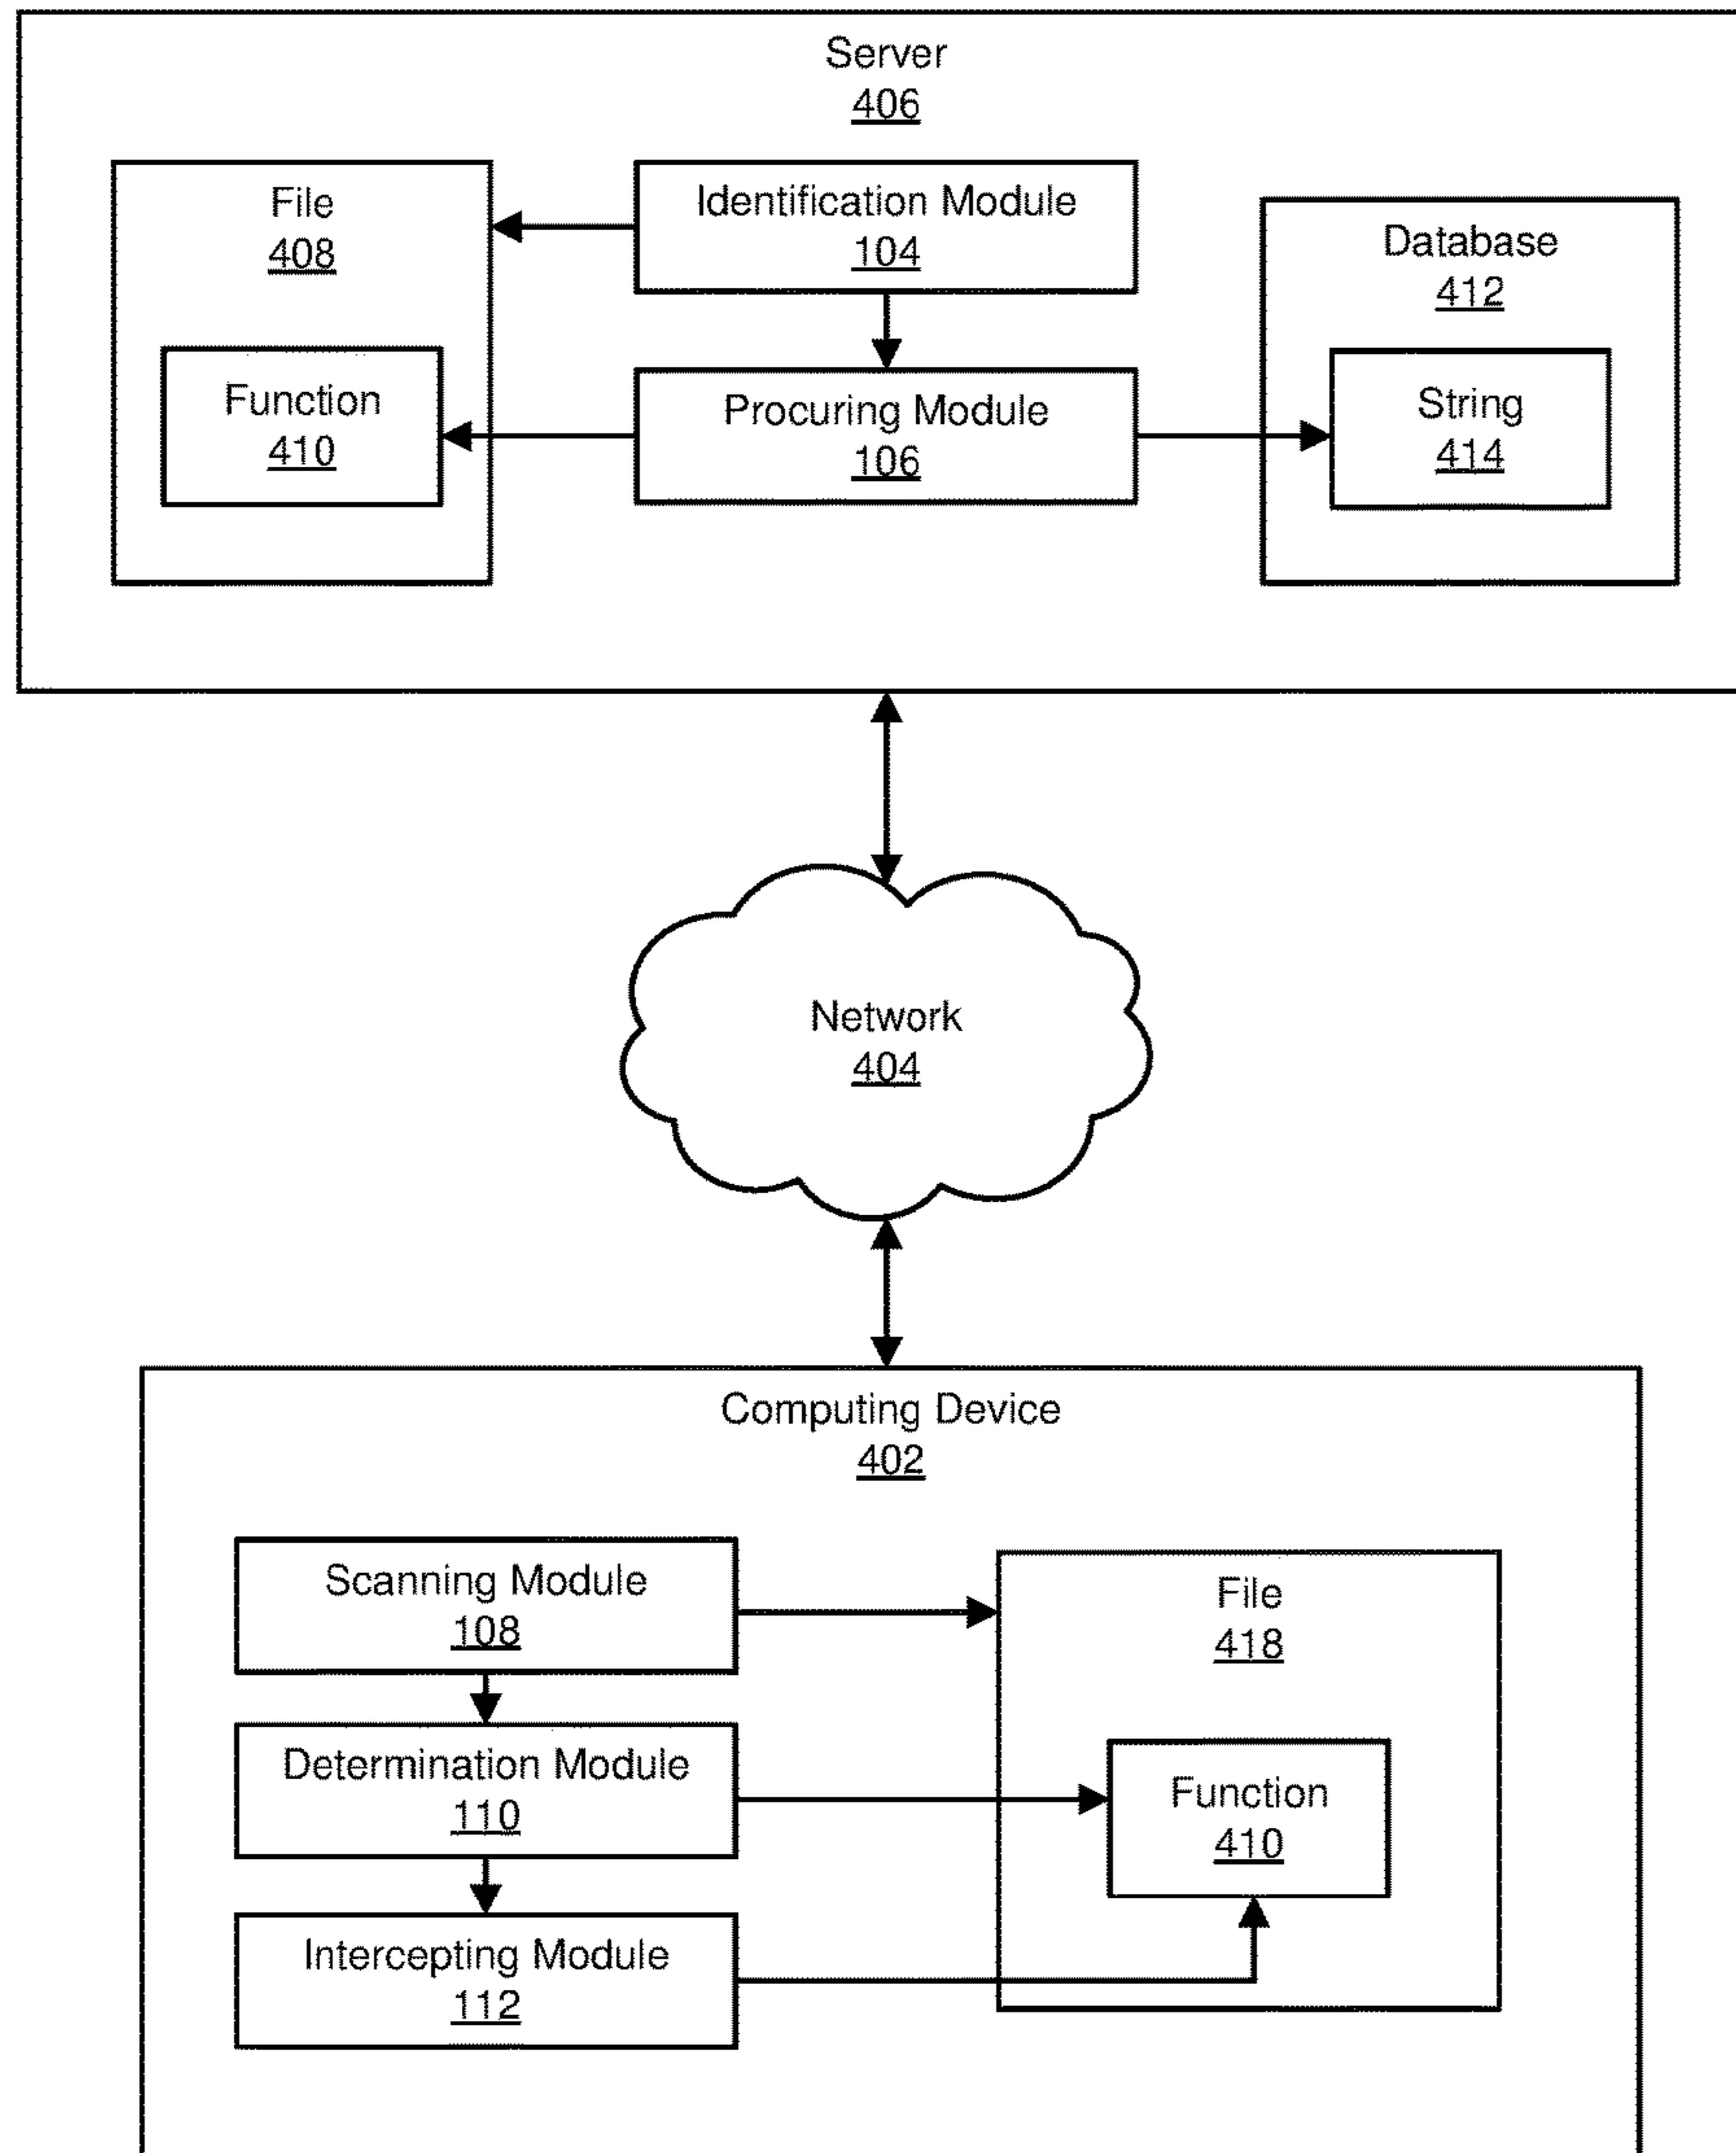 Server
406
File
408
Identification Module
104
Database
412
Function
410
Procuring Module
106
String
414
Network
404
Computing Device
402
Scanning Module
108
File
418
Determination Module
110
Function
410
Intercepting Module
112